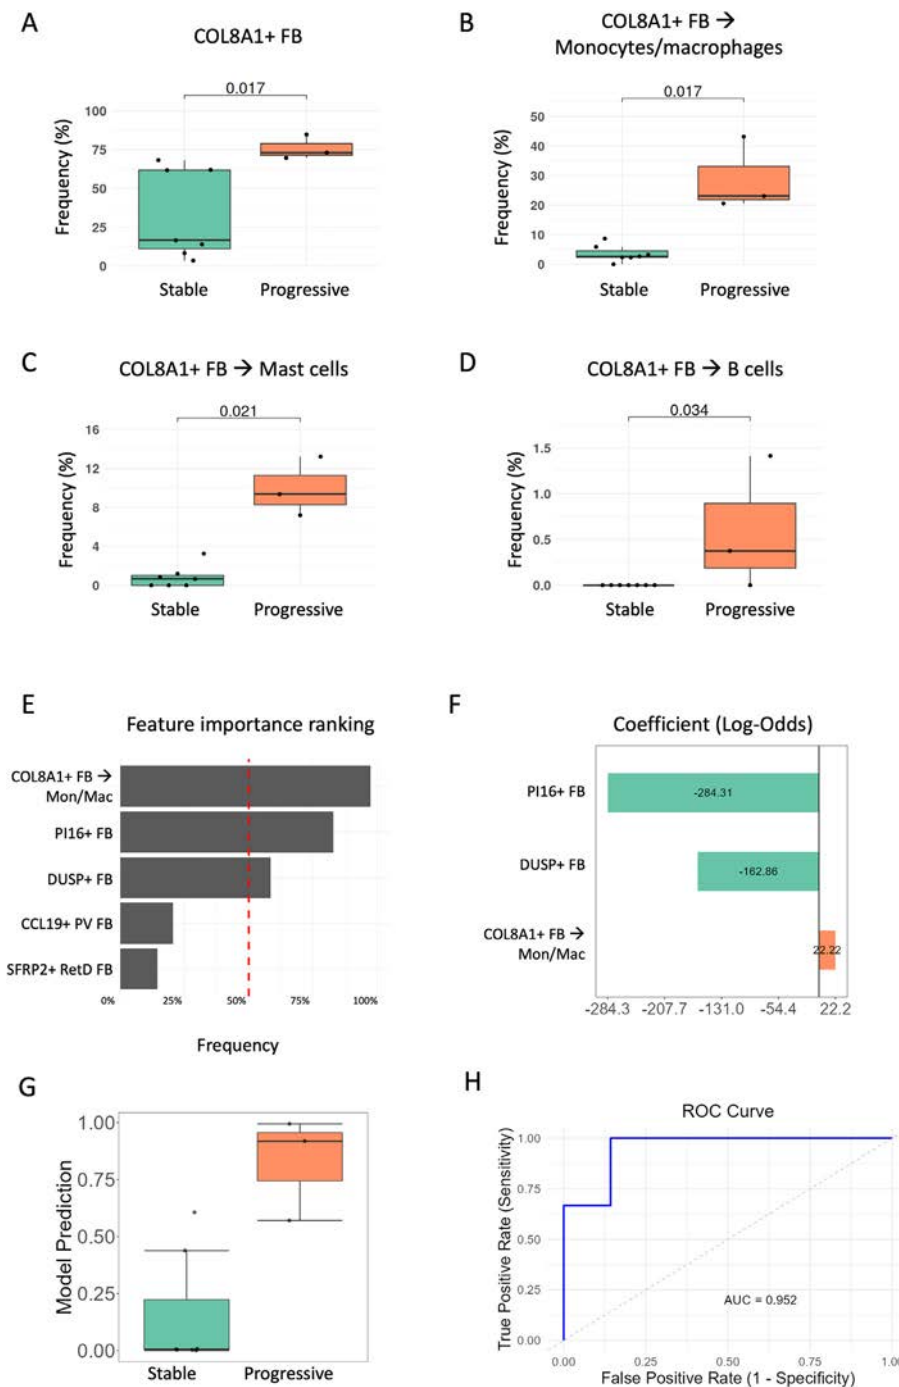 A
COL8A1+ FB
0.017
100
75
50
25
0
Frequency (%)
Stable
Progressive
B
COL8A1+ FB →
Monocytes/macrophages
0.017
50
40
30
20
10
0
Frequency (%)
Stable
Progressive
C
COL8A1+ FB → Mast cells
0.021
16
12
8
4
0
Frequency (%)
Stable
Progressive
D
COL8A1+ FB → B cells
0.034
1.5
1.0
0.5
0.0
Frequency (%)
Stable
Progressive
E
Feature importance ranking
COL8A1+ FB →
Mon/Mac
PI16+ FB
DUSP+ FB
CCL19+ PV FB
SFRP2+ RetD FB
0% 25% 50% 75% 100%
Frequency
F
Coefficient (Log-Odds)
PI16+ FB
-284.31
DUSP+ FB
-162.86
COL8A1+ FB →
Mon/Mac
22.22
-284.3 -207.7 -131.0 -54.4 22.2
G
1.00
0.75
0.50
0.25
0.00
Model Prediction
Stable
Progressive
H
ROC Curve
1.00
0.75
0.50
0.25
0.00
True Positive Rate (Sensitivity)
AUC = 0.952
0.00 0.25 0.50 0.75 1.00
False Positive Rate (1 - Specificity)